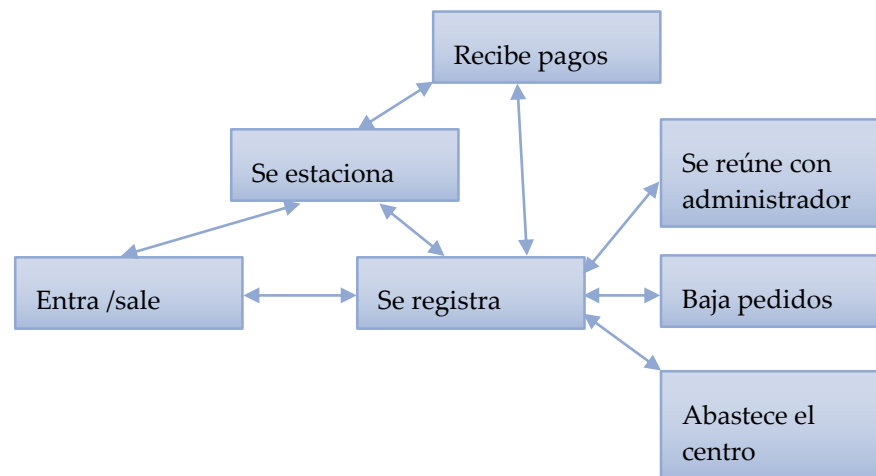 Recibe pagos
Se estaciona
Se reúne con
administrador
Entra /sale
Se registra
Baja pedidos
Abastece el
centro